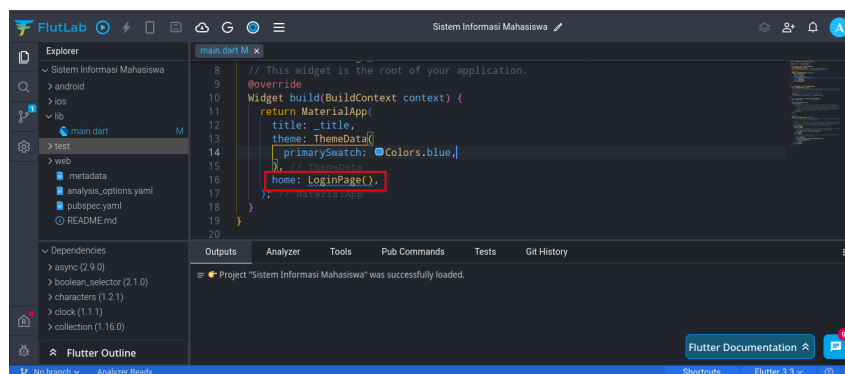 FlutLab
Sistem Informasi Mahasiswa
A
Explorer
main.dart M ×
Sistem Informasi Mahasiswa
android
ios
lib
main.dart M
test
web
.metadata
analysis_options.yaml
pubspec.yaml
README.md
Dependencies
async (2.9.0)
boolean_selector (2.1.0)
characters (1.2.1)
clock (1.1.1)
collection (1.16.0)
Flutter Outline
1
8 // This widget is the root of your application.
9 @override
10 Widget build(BuildContext context) {
11 return MaterialApp(
12 title: _title,
13 theme: ThemeData(
14 primarySwatch: Colors.blue,
15 ), // ThemeData
16 home: LoginPage(),
17 ); // MaterialApp
18 }
19 }
20
Outputs Analyzer Tools Pub Commands Tests Git History
Project "Sistem Informasi Mahasiswa" was successfully loaded.
Flutter Documentation
No branch Analyzer Ready Shortcuts Flutter 3.3